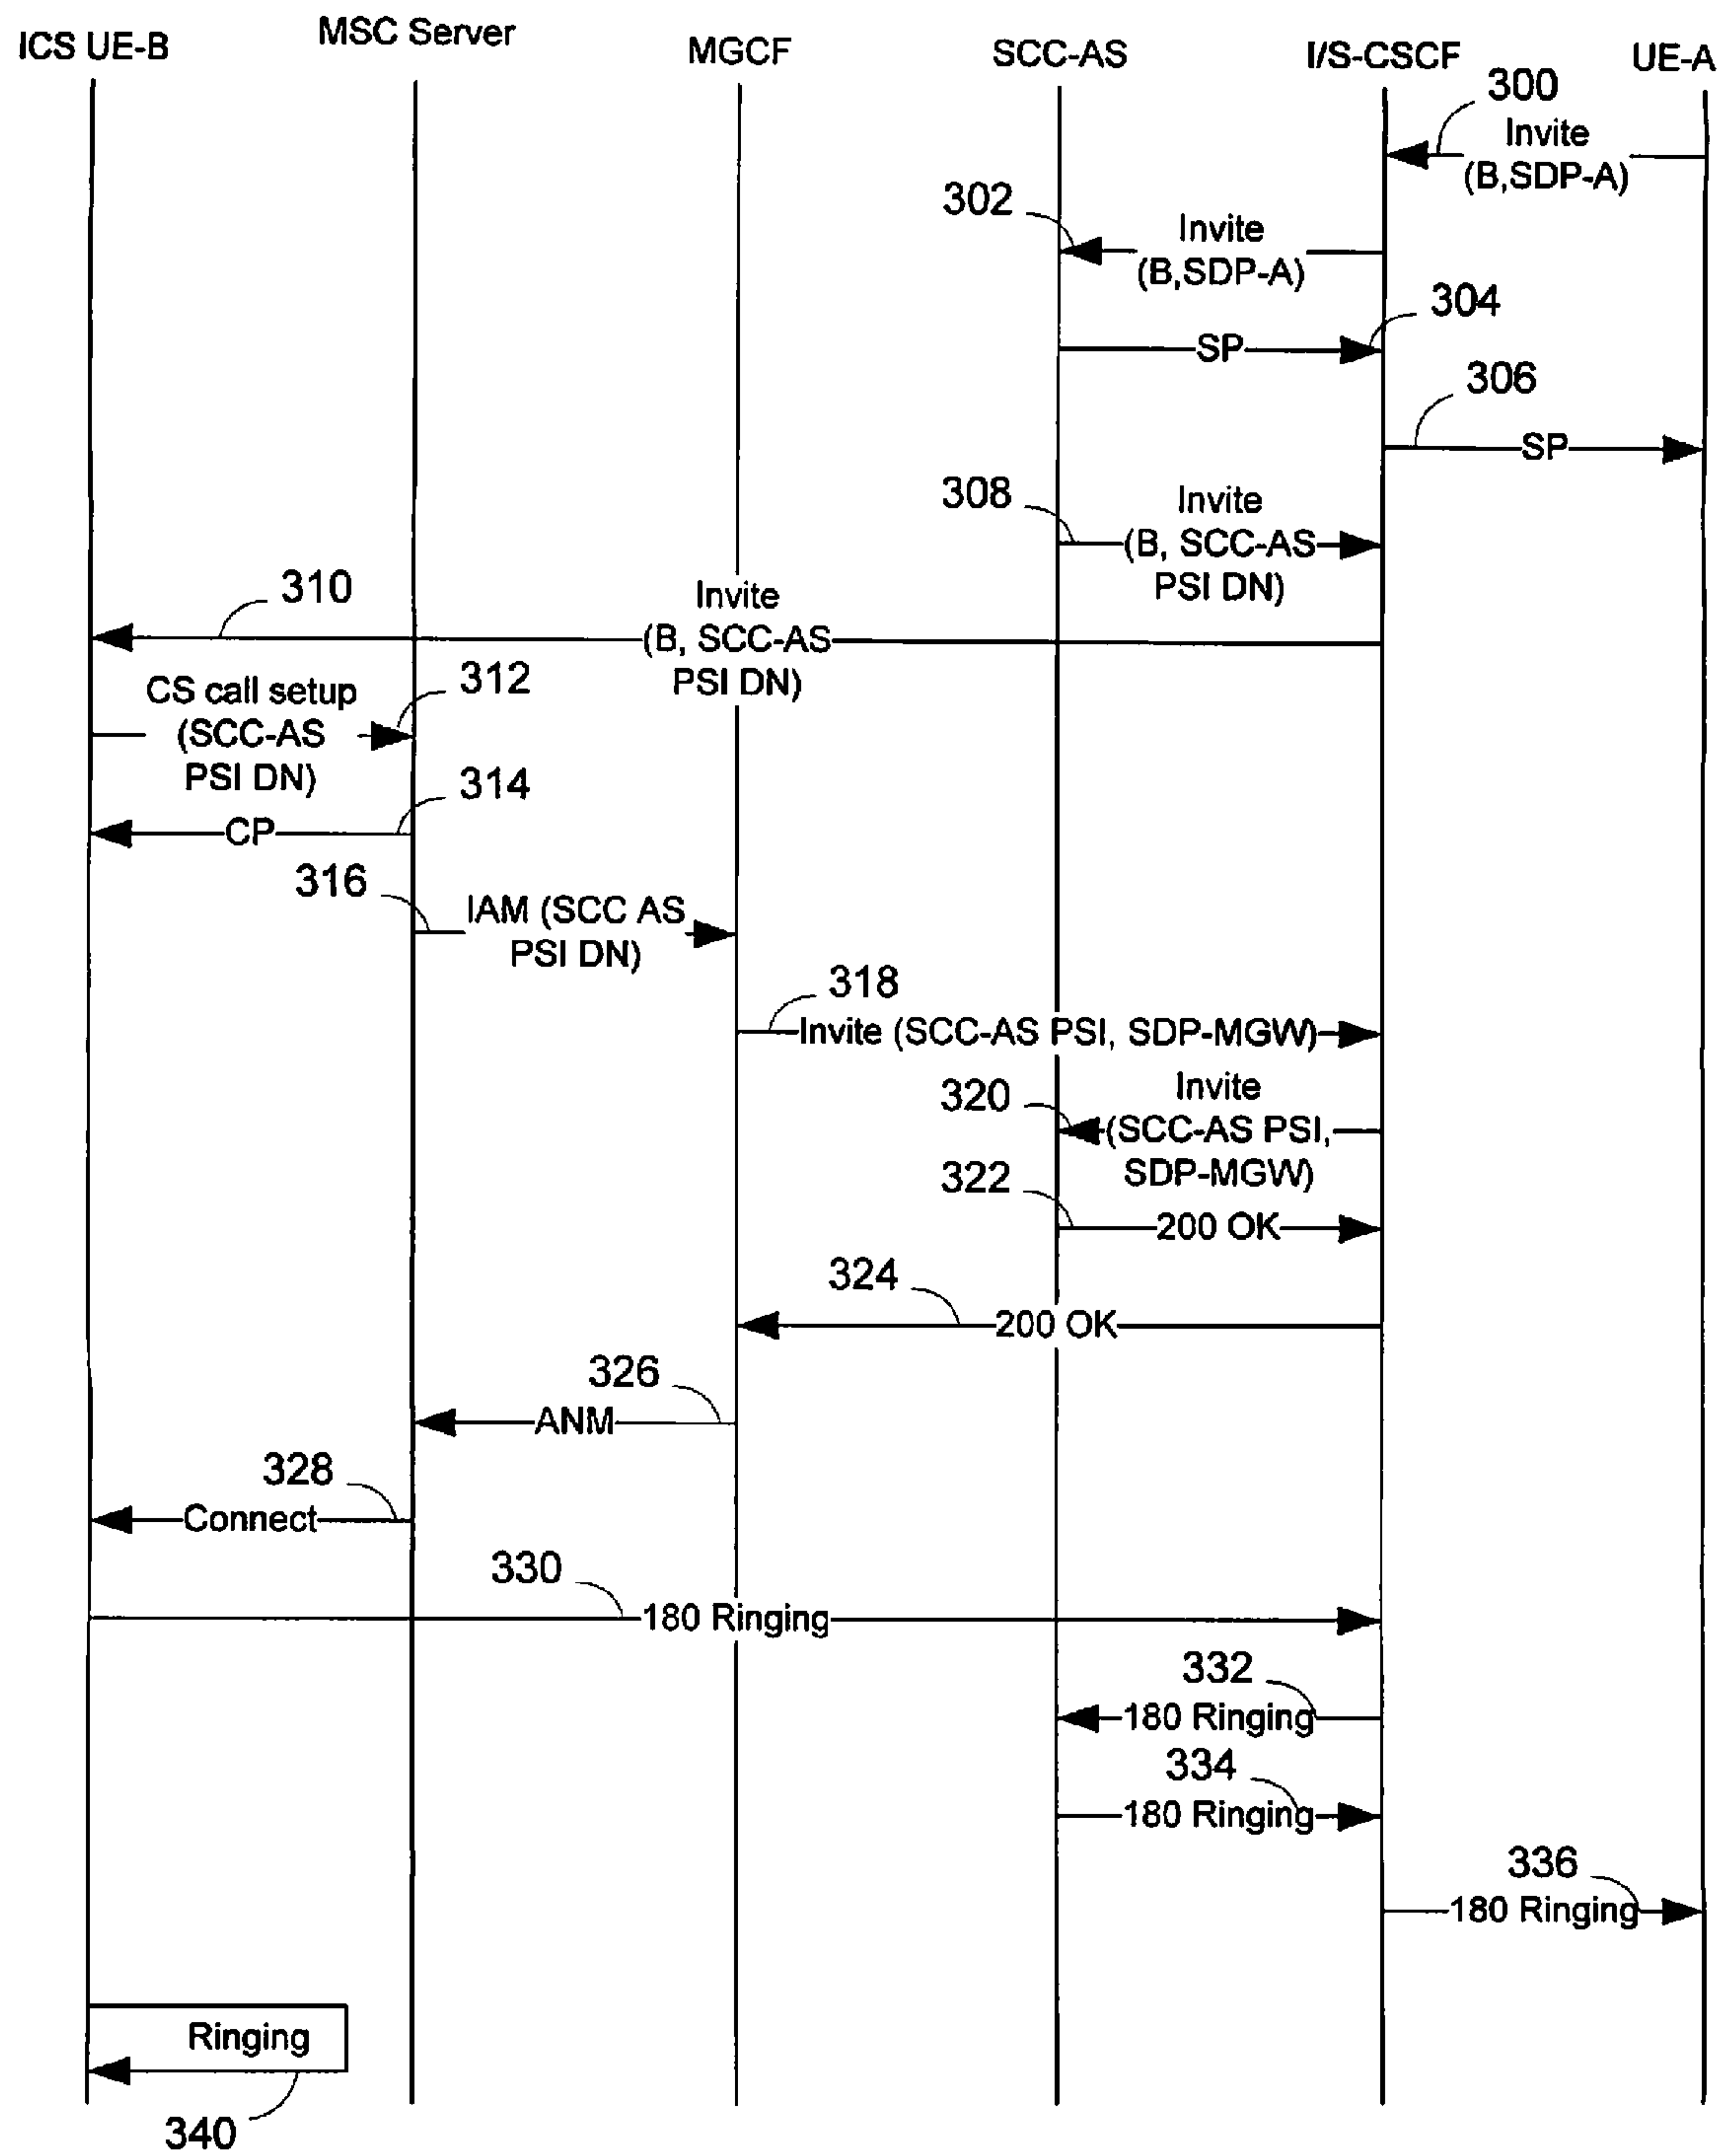 ICS UE-B
MSC Server
MGCF
SCC-AS
I/S-CSCF
UE-A
300
Invite
(B,SDP-A)
302
Invite
(B,SDP-A)
304
SP
306
SP
308
Invite
(B, SCC-AS
PSI DN)
310
Invite
(B, SCC-AS
PSI DN)
CS call setup
(SCC-AS
PSI DN)
312
314
CP
316
IAM (SCC AS
PSI DN)
318
Invite (SCC-AS PSI, SDP-MGW)
320
Invite
(SCC-AS PSI,
SDP-MGW)
322
200 OK
324
200 OK
326
ANM
328
Connect
330
180 Ringing
332
180 Ringing
334
180 Ringing
336
180 Ringing
Ringing
340